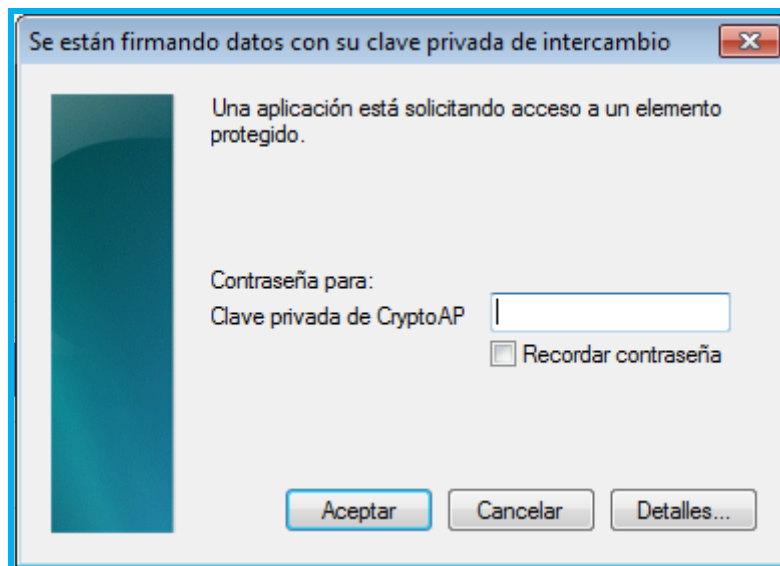 Se están firmando datos con su clave privada de intercambio
Una aplicación está solicitando acceso a un elemento
protegido.
Contraseña para:
Clave privada de CryptoAP
Recordar contraseña
Aceptar
Cancelar
Detalles...